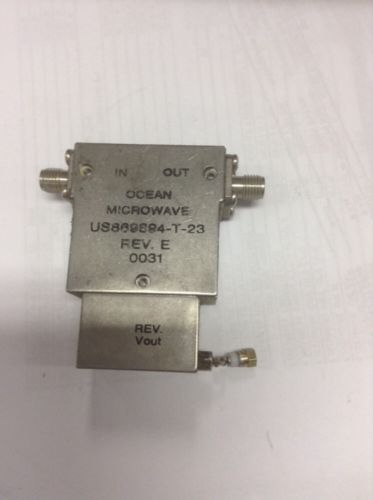 IN OUT
OCEAN
MICROWAVE
US869894-T-23
REV. E
0031
REV.
Vout